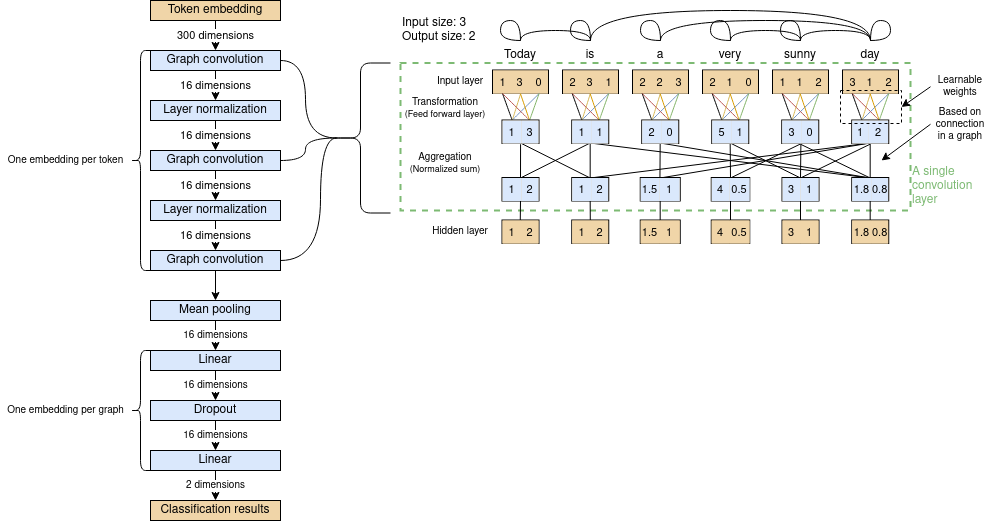 Token embedding
300 dimensions
Graph convolution
16 dimensions
Layer normalization
16 dimensions
One embedding per token
Graph convolution
16 dimensions
Layer normalization
16 dimensions
Graph convolution
Mean pooling
16 dimensions
Linear
16 dimensions
One embedding per graph
Dropout
16 dimensions
Linear
2 dimensions
Classification results
Input size: 3
Output size: 2
Today is a very sunny day
Input layer
1 3 0 2 3 1 2 2 3 2 1 0 1 1 2 3 1 2
Learnable
weights
Transformation
(Feed forward layer)
1 3 1 1 2 0 5 1 3 0 1 2
Based on
connection
in a graph
Aggregation
(Normalized sum)
1 2 1 2 1.5 1 4 0.5 3 1 1.8 0.8
A single
convolution
layer
Hidden layer
1 2 1 2 1.5 1 4 0.5 3 1 1.8 0.8